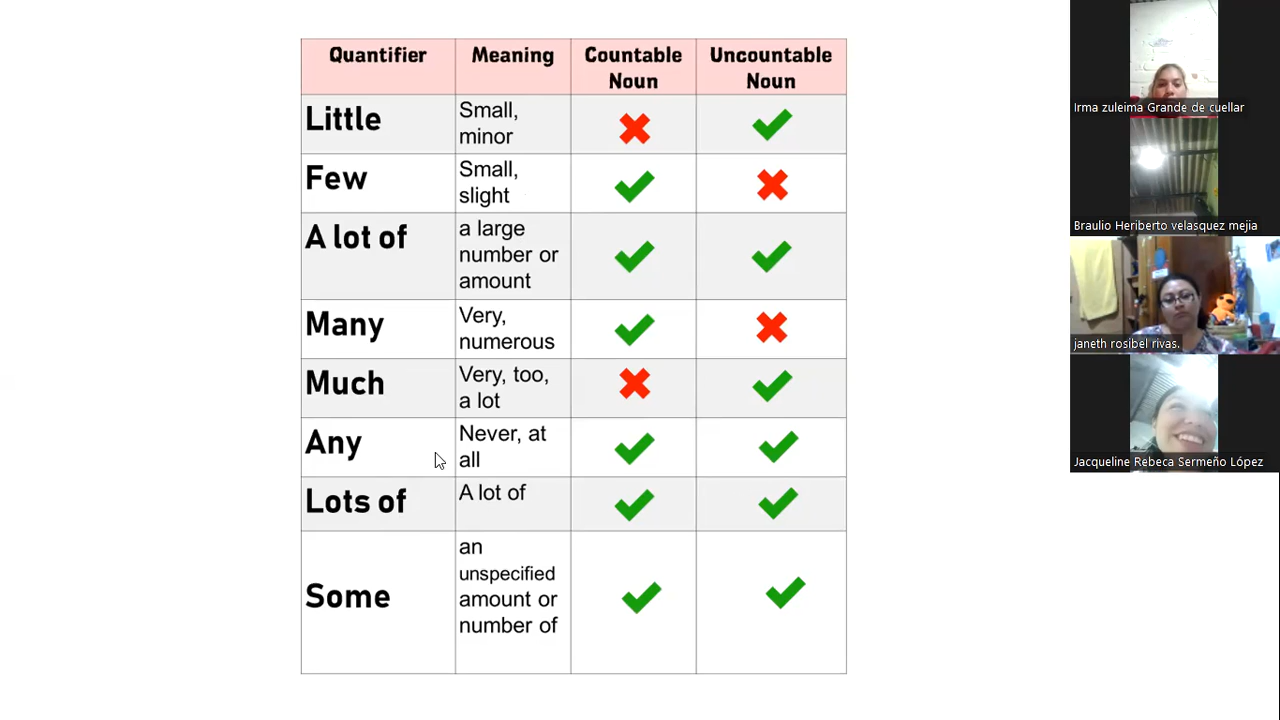 Quantifier Meaning Countable Noun Uncountable Noun
Little
Small,
minor
Few
Small,
slight
A lot of
a large
number or
amount
Many
Very,
numerous
Much
Very, too,
a lot
Any
Never, at
all
Lots of
A lot of
Some
an
unspecified
amount or
number of
Irma zuleima Grande de cuellar
Braulio Heriberto velasquez mejia
janeth rosibel rivas.
Jacqueline Rebeca Sermeño López